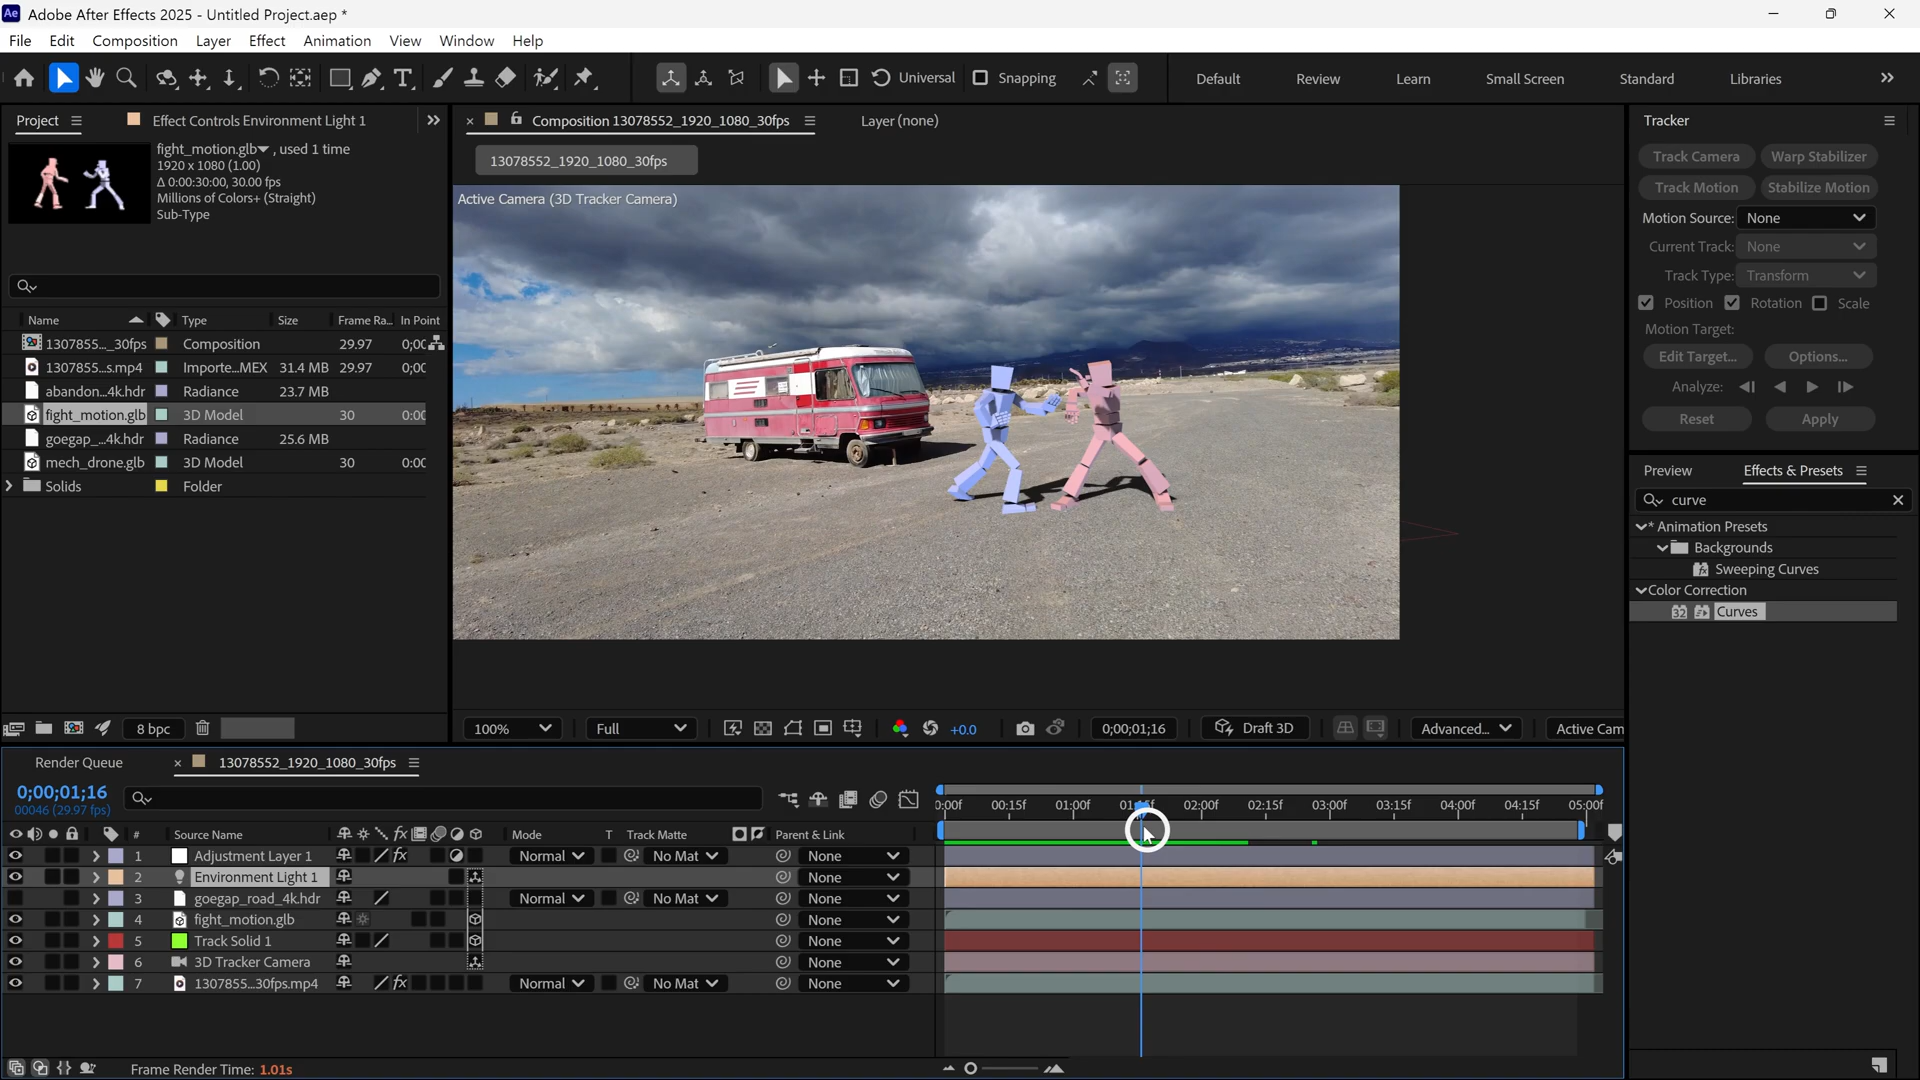 Ae Adobe After Effects 2025 - Untitled Project.aep *
File Edit Composition Layer Effect Animation View Window Help
Universal Snapping Default Review Learn Small Screen Standard Libraries
Project Effect Controls Environment Light 1
fight_motion.glb , used 1 time
1920 x 1080 (1.00)
Δ 0:00:30:00, 30.00 fps
Millions of Colors+ (Straight)
Sub-Type
Name Type Size Frame Ra... In Point
1307855..._30fps Composition 29.97 0;00
1307855...s.mp4 Importe...MEX 31.4 MB 29.97 0;00
abandon...4k.hdr Radiance 23.7 MB
fight_motion.glb 3D Model 30 0:00
goegap_...4k.hdr Radiance 25.6 MB
mech_drone.glb 3D Model 30 0:00
Solids Folder
8 bpc
Composition 13078552_1920_1080_30fps Layer (none)
13078552_1920_1080_30fps
Active Camera (3D Tracker Camera)
100% Full +0.0 0;00;01;16 Draft 3D Advanced... Active Cam
Tracker
Track Camera Warp Stabilizer
Track Motion Stabilize Motion
Motion Source: None
Current Track: None
Track Type: Transform
Position Rotation Scale
Motion Target:
Edit Target... Options...
Analyze:
Reset Apply
Preview Effects & Presets
curve
* Animation Presets
Backgrounds
Sweeping Curves
Color Correction
32 Curves
Render Queue 13078552_1920_1080_30fps
0;00;01;16
00046 (29.97 fps)
0:00f 00:15f 01:00f 02:00f 02:15f 03:00f 03:15f 04:00f 04:15f 05:00f
# Source Name fx Mode T Track Matte Parent & Link
1 Adjustment Layer 1 fx Normal No Mat None
2 Environment Light 1 None
3 goegap_road_4k.hdr Normal No Mat None
4 fight_motion.glb None
5 Track Solid 1 None
6 3D Tracker Camera None
7 1307855...30fps.mp4 fx Normal No Mat None
Frame Render Time: 1.01s